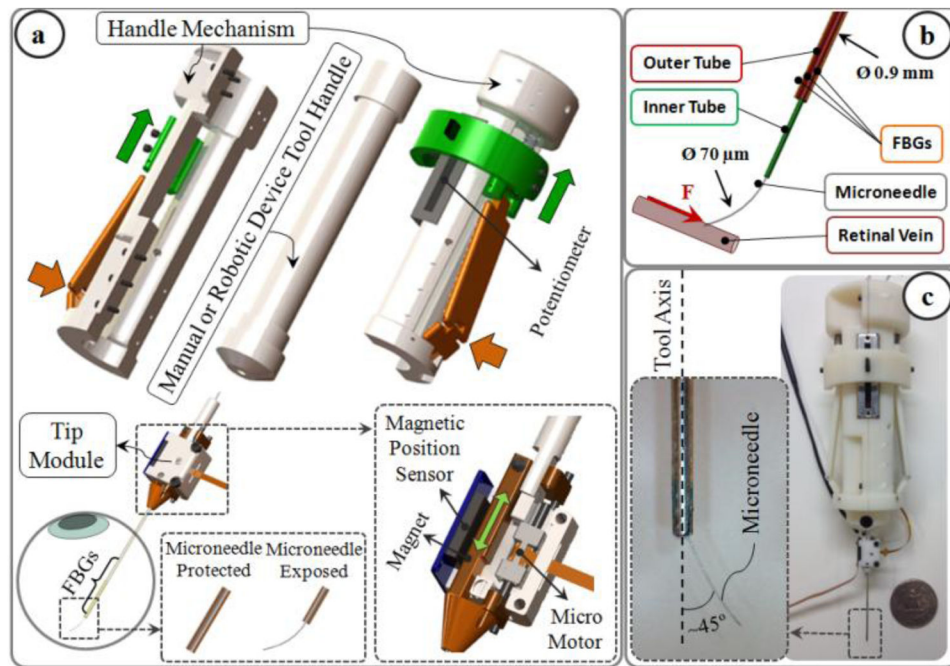 a
Handle Mechanism
Manual or Robotic Device Tool Handle
Potentiometer
Tip
Module
FBGs
Microneedle
Protected
Microneedle
Exposed
Magnetic
Position
Sensor
Magnet
Micro
Motor
b
Outer Tube
Ø 0.9 mm
Inner Tube
FBGs
Ø 70 µm
Microneedle
F
Retinal Vein
c
Tool Axis
Microneedle
~45°